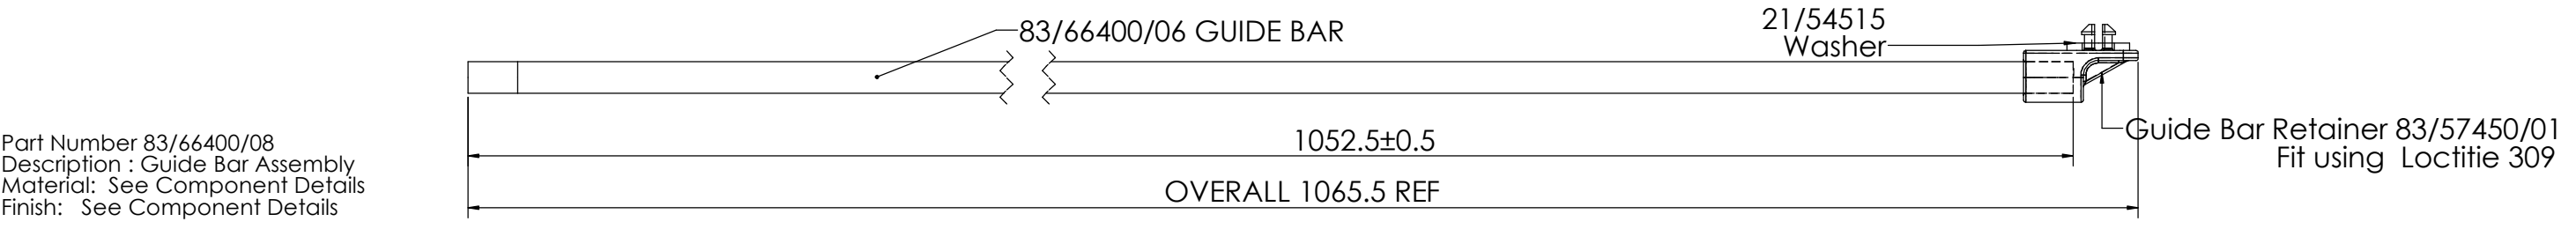 83/66400/06 GUIDE BAR
21/54515
Washer
Guide Bar Retainer 83/57450/01
Fit using Loctitie 309
1052.5±0.5
OVERALL 1065.5 REF
Part Number 83/66400/08
Description : Guide Bar Assembly
Material: See Component Details
Finish: See Component Details